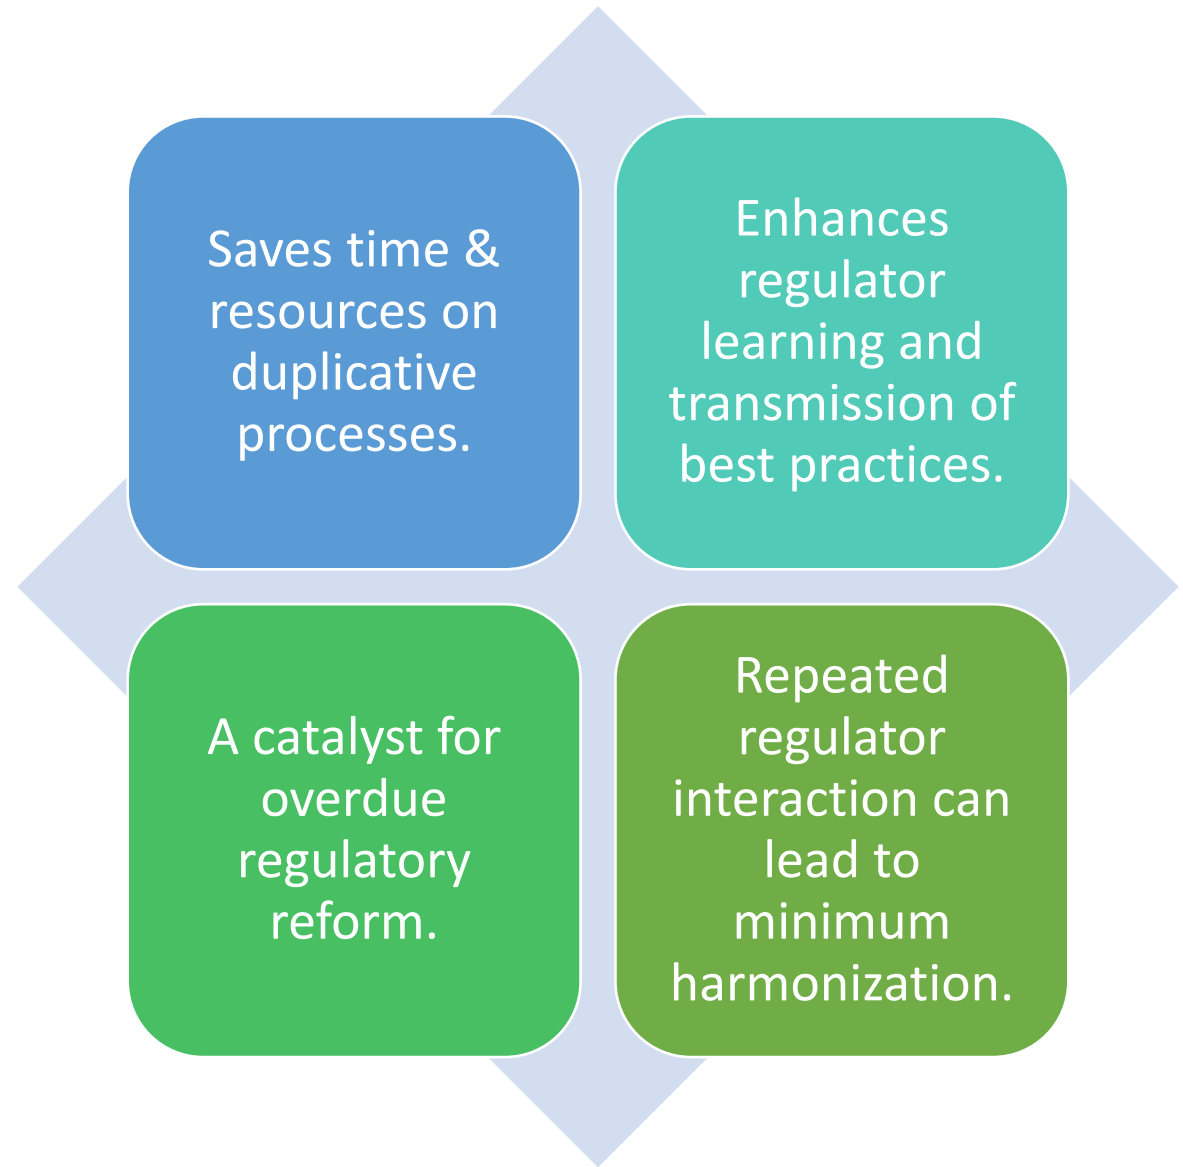 Saves time &
resources on
duplicative
processes.
Enhances
regulator
learning and
transmission of
best practices.
A catalyst for
overdue
regulatory
reform.
Repeated
regulator
interaction can
lead to
minimum
harmonization.